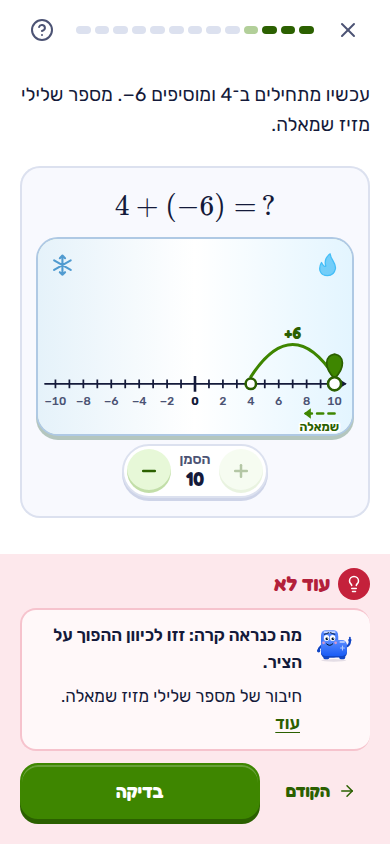 עכשיו מתחילים ב־4 ומוסיפים 6−. מספר שלילי
מזיז שמאלה.
4 + (−6) = ?
+6
−10 −8 −6 −4 −2 0 2 4 6 8 10
שמאלה
הסמן
10
עוד לא
מה כנראה קרה: זזו לכיוון ההפוך על
הציר.
חיבור של מספר שלילי מזיז שמאלה.
עוד
הקודם
בדיקה